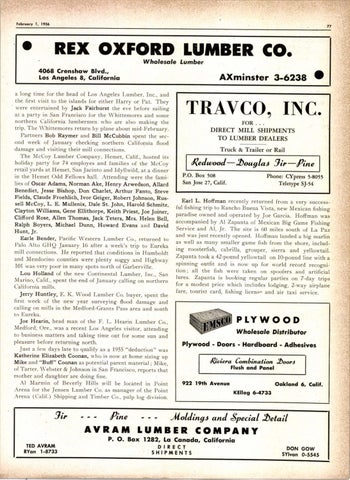 February 1, 1956
77
REX OXFORD LUMBER CO.
Wholesale Lumber
4068 Crenshaw Blvd.,
Los Angeles 8, California
AXminster 3-6238
a long time for the head of Los Angeles Lumber, Inc., and
the first visit to the islands for either Harry or Pat. They
were entertained by Jack Fairhurst the eve before sailing
at a party in San Francisco for the Whittemores and some
northern California lumbermen who are also making the
trip. The Whittemores return by plane about mid-February.
Partners Bob Raymer and Bill McCubbin spent the second
week of January checking northern California flood
damage and visiting their mill connections.
The McCoy Lumber Company, Hemet, Calif., hosted its
holiday party for 74 employes and families of the McCoy
retail yards at Hemet, San Jacinto and Idyllwild, at a dinner
in the Hemet Odd Fellows hall. Attending were the families
of Oscar Adams, Norman Ake, Henry Arwedson, Allard
Benedict, Jesse Bishop, Don Charlet, Arthur Fanto, Steve
Fields, Claude Froehlich, Ivor Geiger, Robert Johnson, Russell
McCoy, L. E. Mullenix, Dale St. John, Harold Schmitz,
Clayton Williams, Gene Ellithorpe, Keith Priest, Joe Joiner,
Clifford Rose, Allen Thomas, Jack Teters, Mrs. Helen Bell,
Ralph Boyers, Michael Dunn, Howard Evans and David
Hunt, Jr.
Earle Bender, Pacific Western Lumber Co., returned to
Palo Alto GHQ January 16 after a week's trip to Eureka
mill connections. He reported that conditions in Humboldt
and Mendocino counties were plenty soggy and Highway
101 was very poor in many spots north of Garberville.
Lou Holland of the new Continental Lumber, Inc., San
Rafael, Calif., spent the end of January calling on northern
California mills.
Jerry Huntley, E. K. Wood Lumber Co. buyer, spent the
first week of the new year surveying flood damage and
calling on mills in the Medford-Grants Pass area and south
to Eureka.
Joe Hearin, head man of the F. L. Hearin Lumber Co.,
Medford, Ore., was a recent Los Angeles visitor, attending
to business matters and taking time out for some sun and
pleasure before returning north.
Just a few days late to qualify as a 1955 "deduction" was
Katherine Elizabeth Coonan, who is now at home sizing up
Mike and "Buff" Coonan as potential parent material; Mike,
of Tarter, Webster & Johnson in San Francisco, reports that
mother and daughter are doing fine.
Al Marmin of Beverly Hills will be located in Point
Arena for the Jensen Lumber Co. as manager of the Point
Arena (Calif.) Shipping and Timber Co., pulp log division.
TRAVCO, INC.
FOR . . .
DIRECT MILL SHIPMENTS
TO LUMBER DEALERS
Truck & Trailer or Rail
Redwood—Douglas Fir—Pine
P.O. Box 508
San Jose 27, Calif.
Phone: CYpress 5-8055
Teletype SJ-54
Earl L. Hoffman recently returned from a very successful
fishing trip to Rancho Buena Vista, new Mexican fishing
paradise owned and operated by Joe Garcia. Hoffman was
accompanied by Al Zapanta of Mexican Big Game Fishing
Service and Al, Jr. The site is 60 miles south of La Paz
and was just recently opened. Hoffman landed a big marlin
as well as many smaller game fish from the shore, including
roosterfish, cabrilla, grouper, sierra and yellowtail.
Zapanta took a 42-pound yellowtail on 10-pound line with a
spinning outfit and is now up for world record recognition;
all the fish were taken on spoolers and artificial
lures. Zapanta is booking regular parties on 7-day trips
for a modest price which includes lodging, 2-way airplane
fare, tourist card, fishing license and air taxi service.
EMSCO
PLYWOOD
Wholesale Distributor
Plywood - Doors - Hardboard - Adhesives
Riviera Combination Doors
Flush and Panel
922 19th Avenue
Oakland 6, Calif.
KEllog 6-4733
Fir --- Pine --- Moldings and Special Detail
AVRAM LUMBER COMPANY
P. O. Box 1282, La Canada, California
TED AVRAM
RYan 1-8733
DIRECT
SHIPMENTS
DON GOW
SYlvan 0-5545